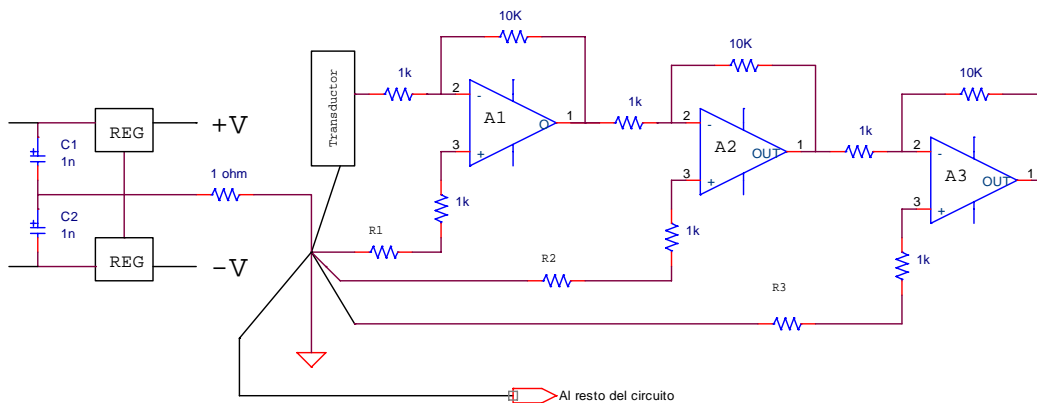 10K
1k
2
-
A1
O
1
3
+
1k
Transductor
10K
1k
2
-
A2
OUT
1
3
+
1k
10K
1k
2
-
A3
OUT
1
3
+
1k
REG
+V
C1
1n
1 ohm
C2
1n
REG
−V
R1
R2
R3
Al resto del circuito